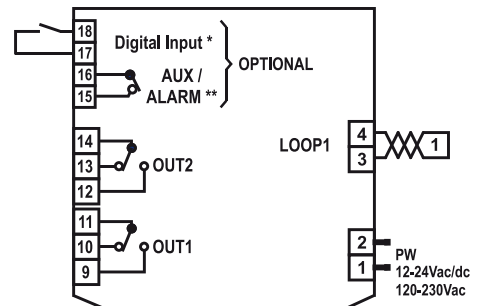 18
Digital Input *
17
OPTIONAL
16
AUX /
15
ALARM **
14
13
OUT2
12
11
10
OUT1
9
LOOP1
4
3
1
2
1
PW
12-24Vac/dc
120-230Vac